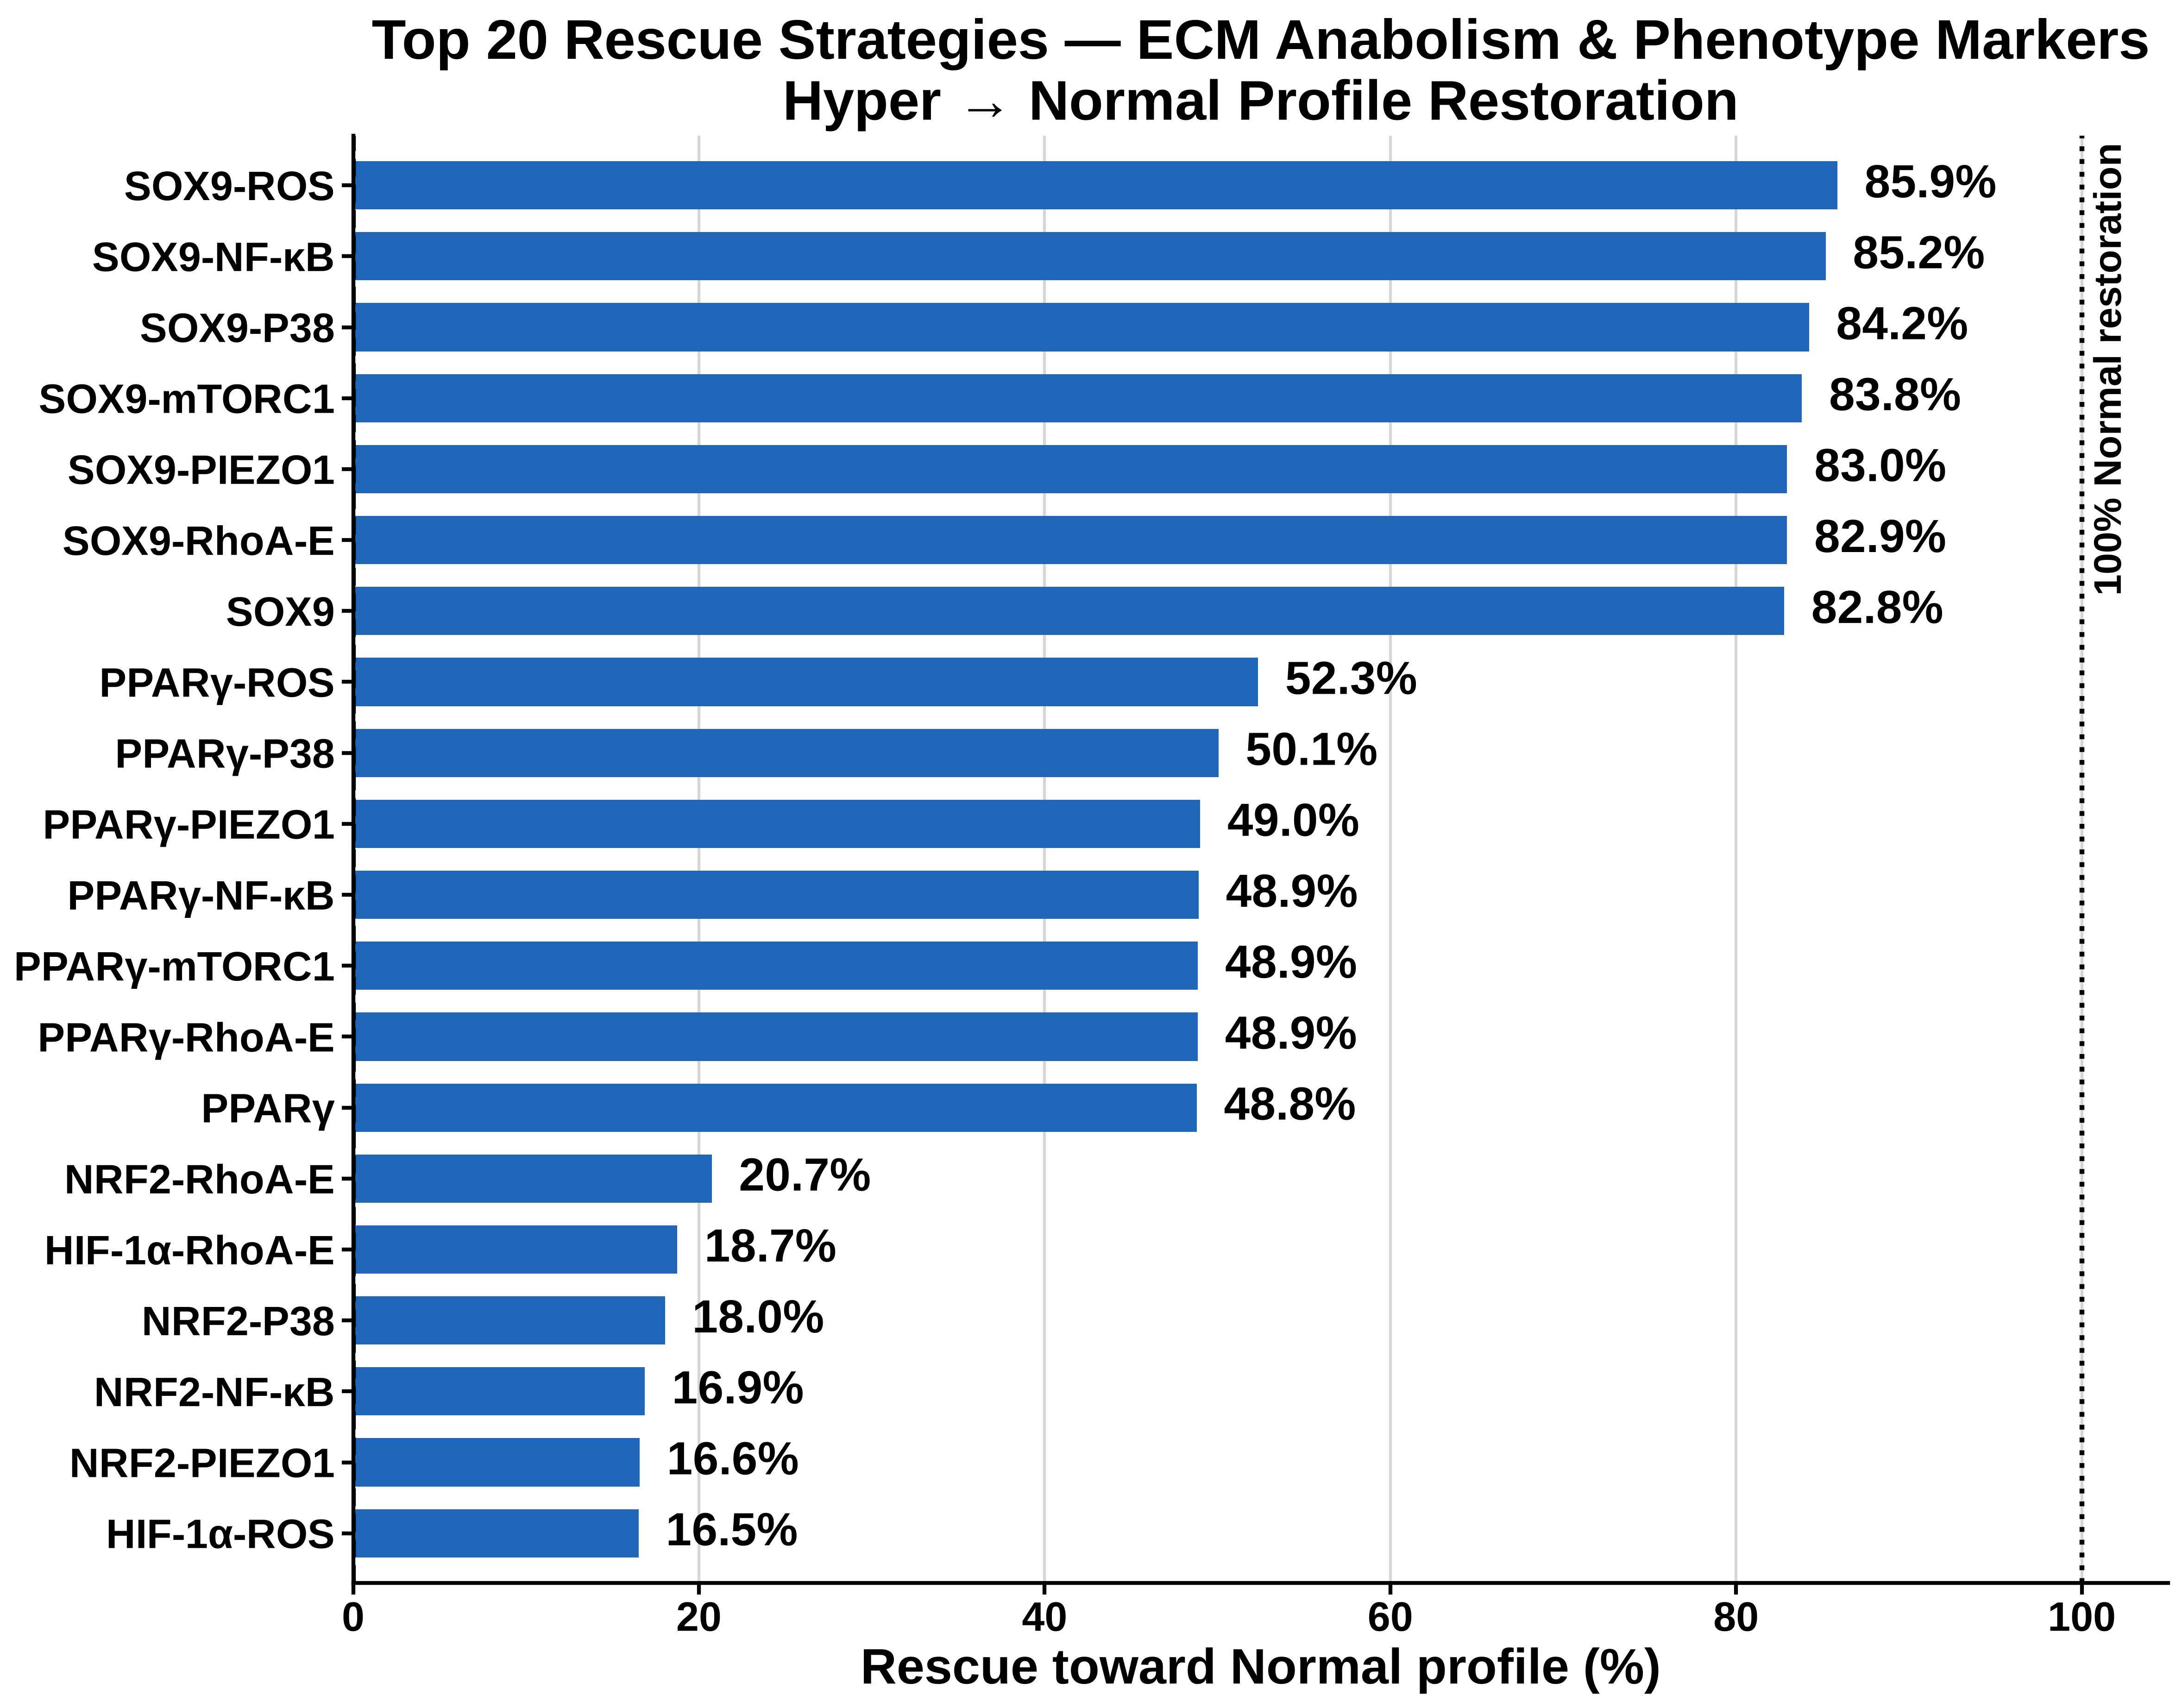 Top 20 Rescue Strategies — ECM Anabolism & Phenotype Markers
Hyper → Normal Profile Restoration
SOX9-ROS 85.9%
SOX9-NF-κB 85.2%
SOX9-P38 84.2%
SOX9-mTORC1 83.8%
SOX9-PIEZO1 83.0%
SOX9-RhoA-E 82.9%
SOX9 82.8%
PPARγ-ROS 52.3%
PPARγ-P38 50.1%
PPARγ-PIEZO1 49.0%
PPARγ-NF-κB 48.9%
PPARγ-mTORC1 48.9%
PPARγ-RhoA-E 48.9%
PPARγ 48.8%
NRF2-RhoA-E 20.7%
HIF-1α-RhoA-E 18.7%
NRF2-P38 18.0%
NRF2-NF-κB 16.9%
NRF2-PIEZO1 16.6%
HIF-1α-ROS 16.5%
100% Normal restoration
0 20 40 60 80 100
Rescue toward Normal profile (%)